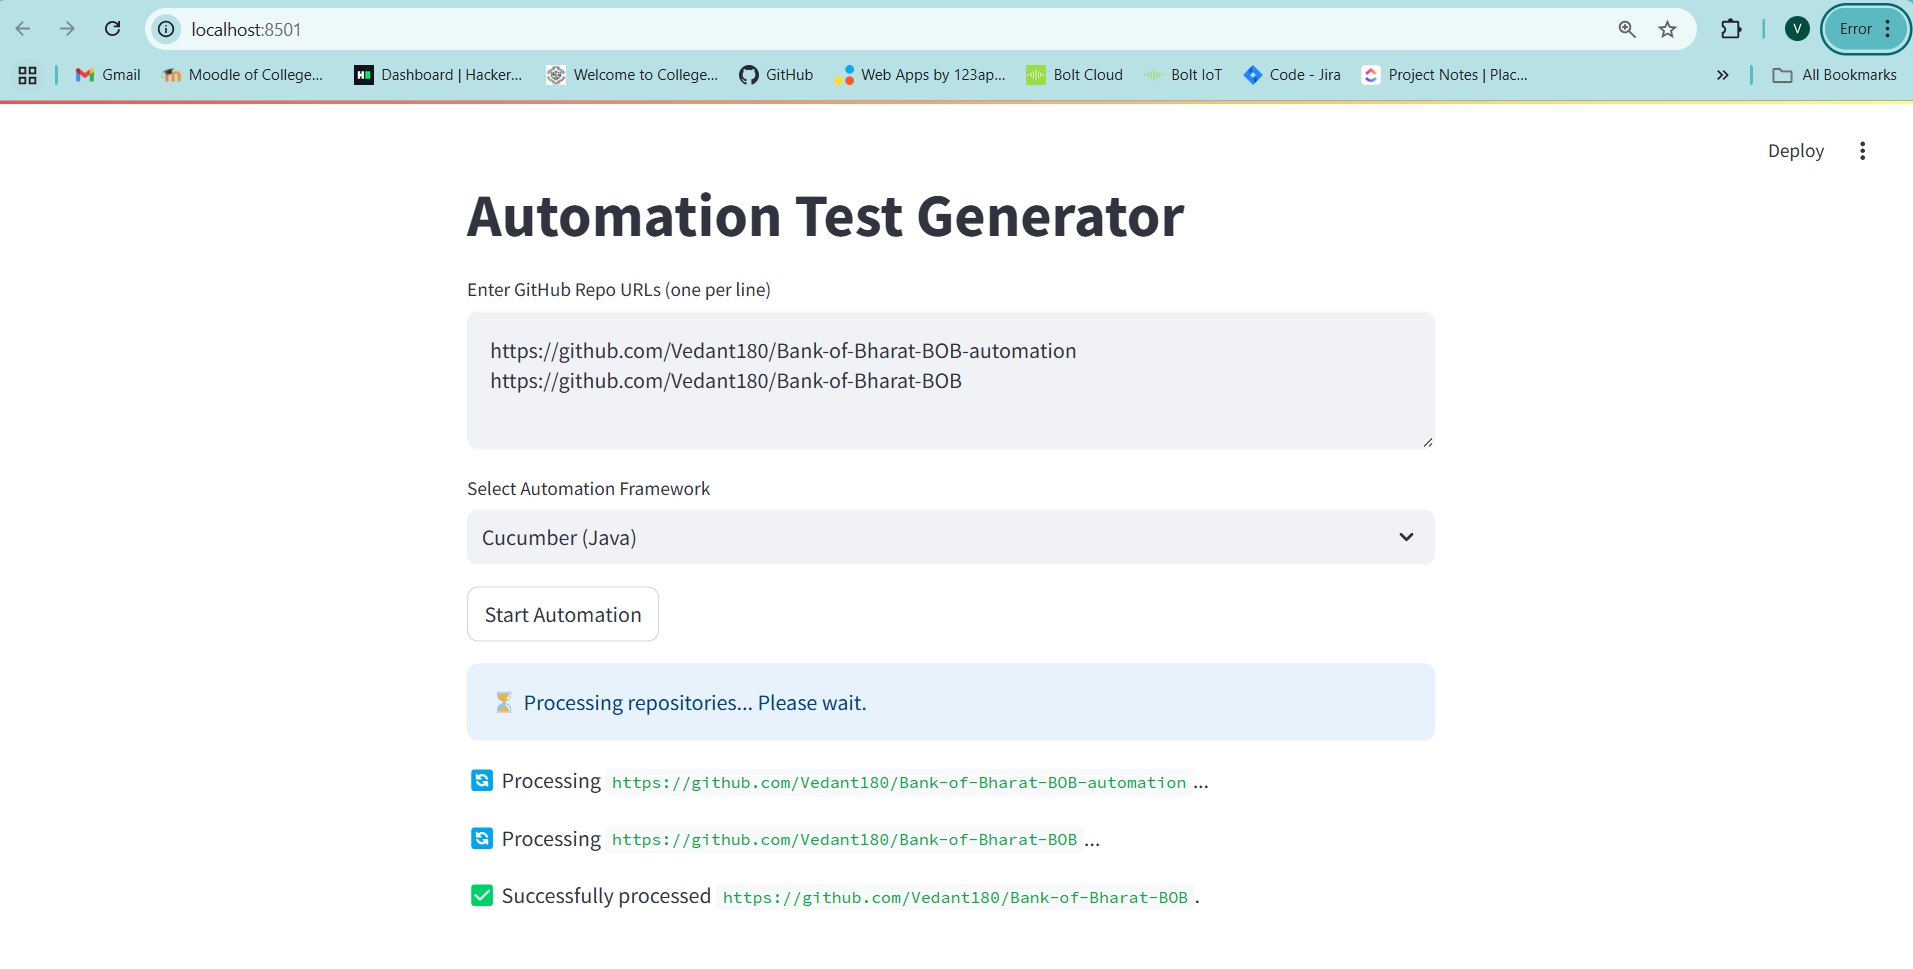 localhost:8501
V
Error
Gmail
Moodle of College...
Dashboard | Hacker...
Welcome to College...
GitHub
Web Apps by 123ap...
Bolt Cloud
Bolt IoT
Code - Jira
Project Notes | Plac...
»
All Bookmarks
Deploy
Automation Test Generator
Enter GitHub Repo URLs (one per line)
https://github.com/Vedant180/Bank-of-Bharat-BOB-automation
https://github.com/Vedant180/Bank-of-Bharat-BOB
Select Automation Framework
Cucumber (Java)
Start Automation
⏳ Processing repositories... Please wait.
🔄 Processing https://github.com/Vedant180/Bank-of-Bharat-BOB-automation ...
🔄 Processing https://github.com/Vedant180/Bank-of-Bharat-BOB ...
✅ Successfully processed https://github.com/Vedant180/Bank-of-Bharat-BOB .